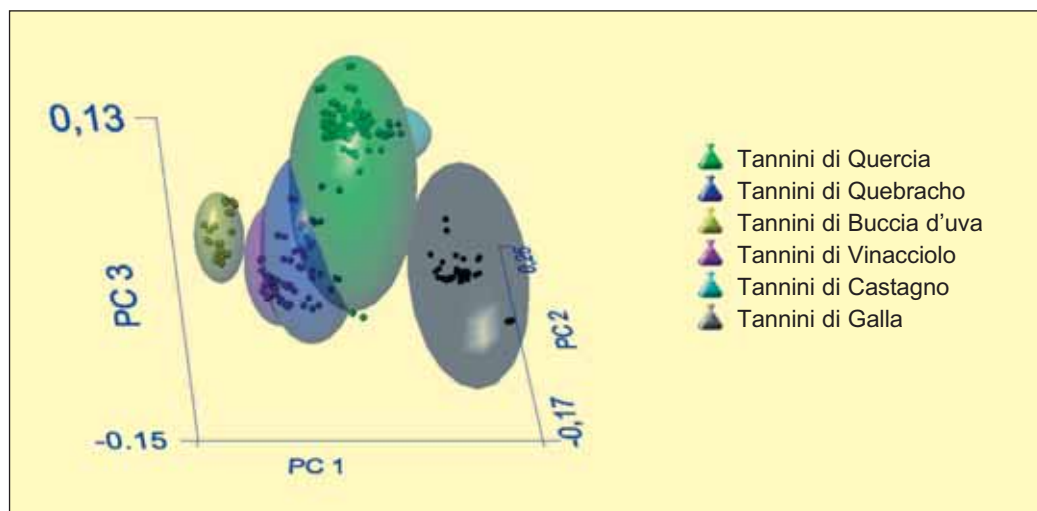 0,13
PC 3
-0.15
PC 1
-0,17
PC 2
0,25
Tannini di Quercia
Tannini di Quebracho
Tannini di Buccia d'uva
Tannini di Vinacciolo
Tannini di Castagno
Tannini di Galla